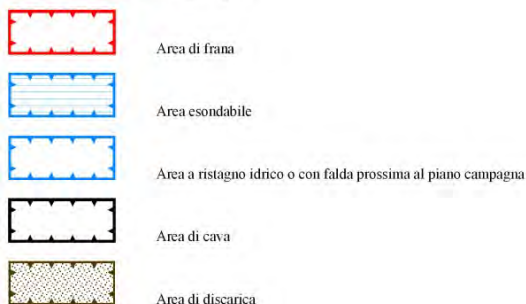 Area di frana
Area esondabile
Area a ristagno idrico o con falda prossima al piano campagna
Area di cava
Area di discarica